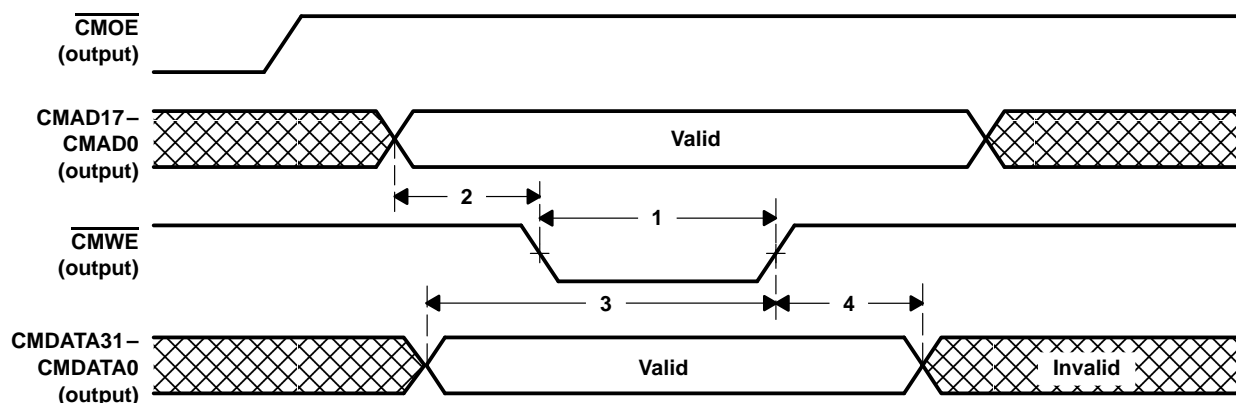 CMOE
(output)
CMAD17–
CMAD0
(output)
Valid
2
1
CMWE
(output)
3
4
CMDATA31–
CMDATA0
(output)
Valid
Invalid